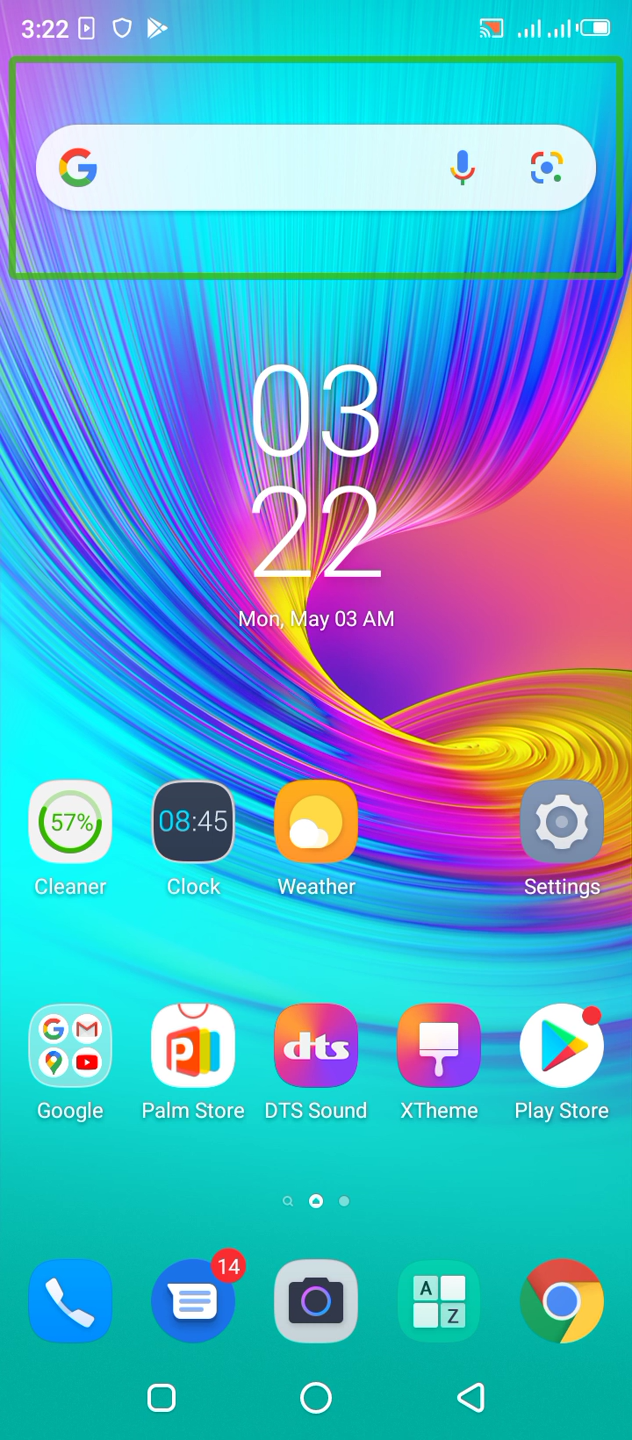 3:22
03
22
Mon, May 03 AM
57%
08:45
Cleaner
Clock
Weather
Settings
dts
Google
Palm Store
DTS Sound
XTheme
Play Store
14
A
Z